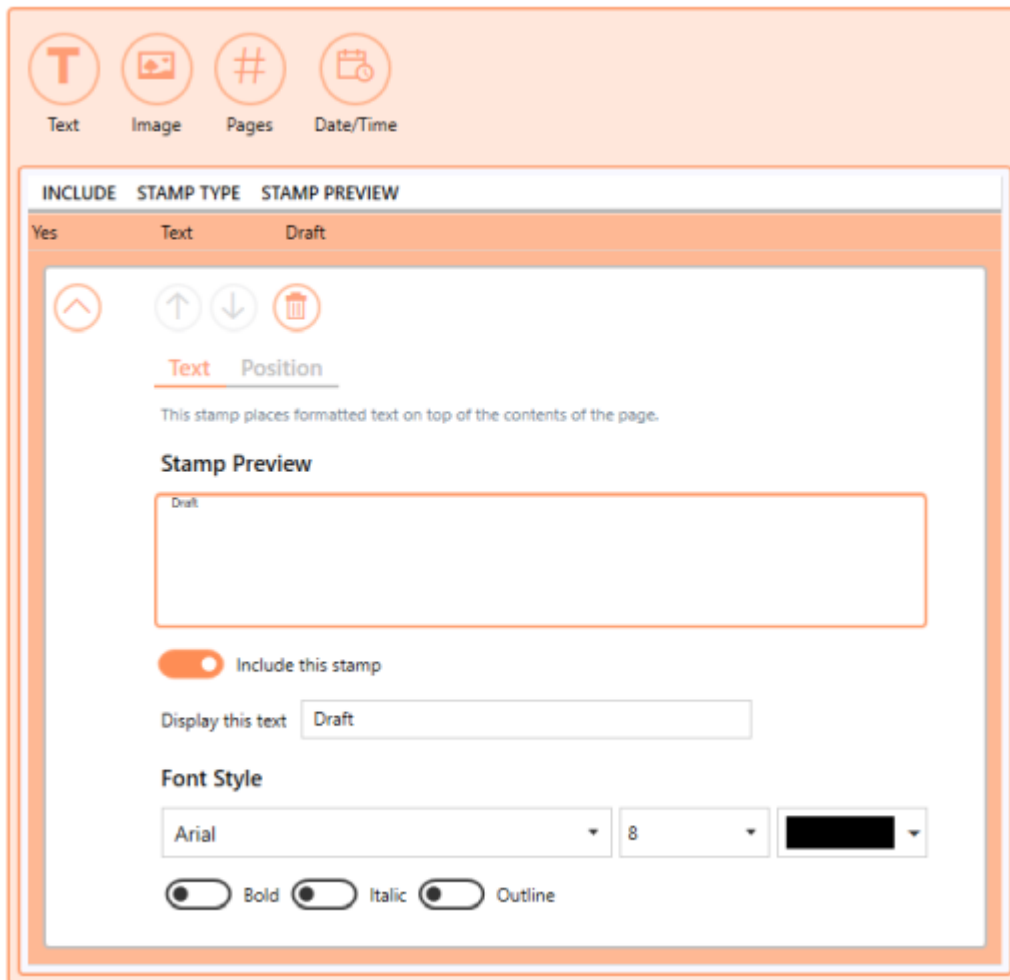 Text Image Pages Date/Time
INCLUDE STAMP TYPE STAMP PREVIEW
Yes Text Draft
Text Position
This stamp places formatted text on top of the contents of the page.
Stamp Preview
Draft
Include this stamp
Display this text Draft
Font Style
Arial 8
Bold Italic Outline